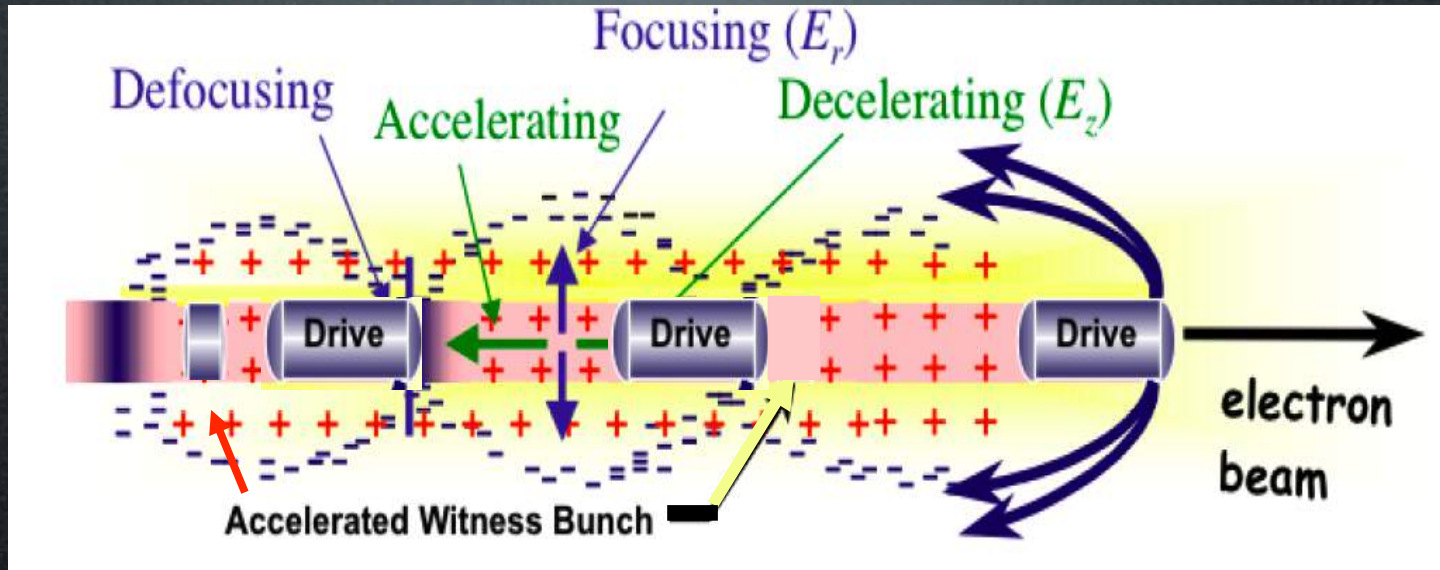 Focusing (E_r)
Defocusing
Accelerating
Decelerating (E_z)
Drive
Drive
Drive
electron
beam
Accelerated Witness Bunch